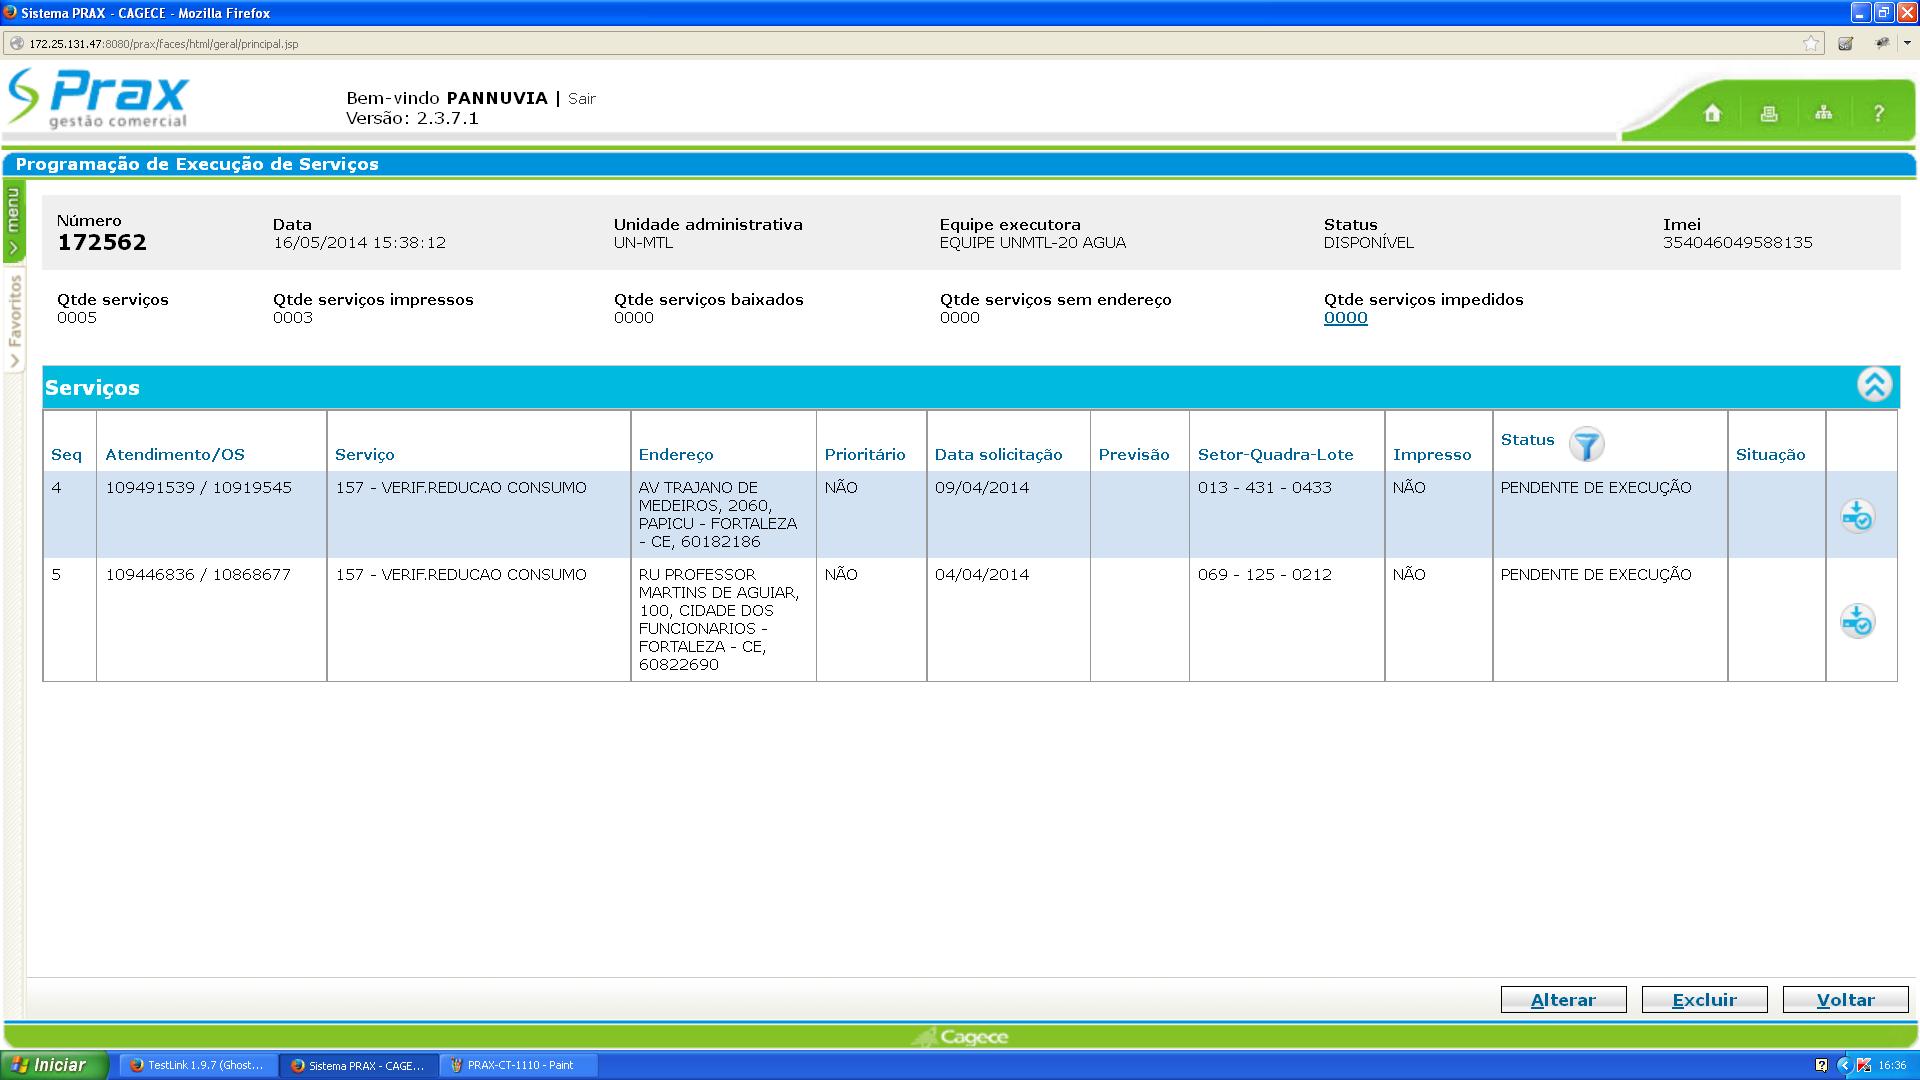 Sistema PRAX - CAGECE - Mozilla Firefox
172.25.131.47:8080/prax/faces/html/geral/principal.jsp
Prax
gestão comercial
Bem-vindo PANNUVIA | Sair
Versão: 2.3.7.1
?
Programação de Execução de Serviços
menu
Favoritos
Número
172562
Data
16/05/2014 15:38:12
Unidade administrativa
UN-MTL
Equipe executora
EQUIPE UNMTL-20 AGUA
Status
DISPONÍVEL
Imei
354046049588135
Qtde serviços
0005
Qtde serviços impressos
0003
Qtde serviços baixados
0000
Qtde serviços sem endereço
0000
Qtde serviços impedidos
0000
Serviços
Seq Atendimento/OS Serviço Endereço Prioritário Data solicitação Previsão Setor-Quadra-Lote Impresso Status Situação
4 109491539 / 10919545 157 - VERIF.REDUCAO CONSUMO AV TRAJANO DE NÃO 09/04/2014 013 - 431 - 0433 NÃO PENDENTE DE EXECUÇÃO
MEDEIROS, 2060,
PAPICU - FORTALEZA
- CE, 60182186
5 109446836 / 10868677 157 - VERIF.REDUCAO CONSUMO RU PROFESSOR NÃO 04/04/2014 069 - 125 - 0212 NÃO PENDENTE DE EXECUÇÃO
MARTINS DE AGUIAR,
100, CIDADE DOS
FUNCIONARIOS -
FORTALEZA - CE,
60822690
Alterar Excluir Voltar
Cagece
Iniciar TestLink 1.9.7 (Ghost... Sistema PRAX - CAGE... PRAX-CT-1110 - Paint ? 16:36